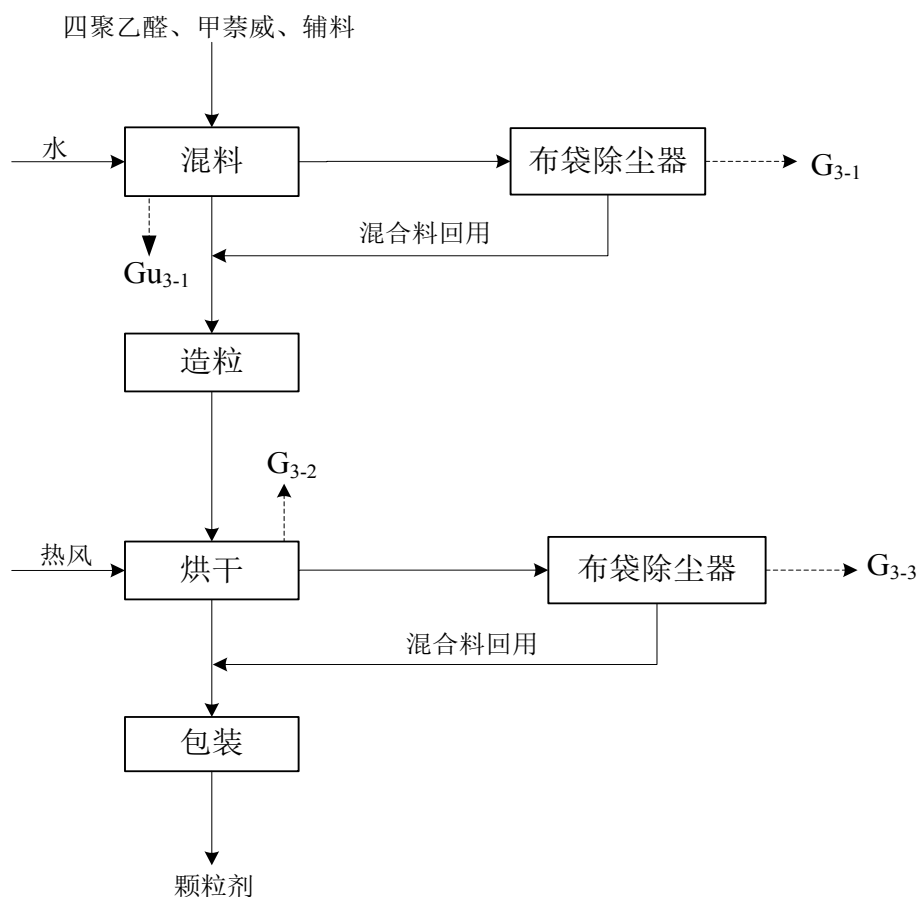 四聚乙醛、甲萘威、辅料
水
混料
布袋除尘器
G3-1
混合料回用
Gu3-1
造粒
G3-2
热风
烘干
布袋除尘器
G3-3
混合料回用
包装
颗粒剂